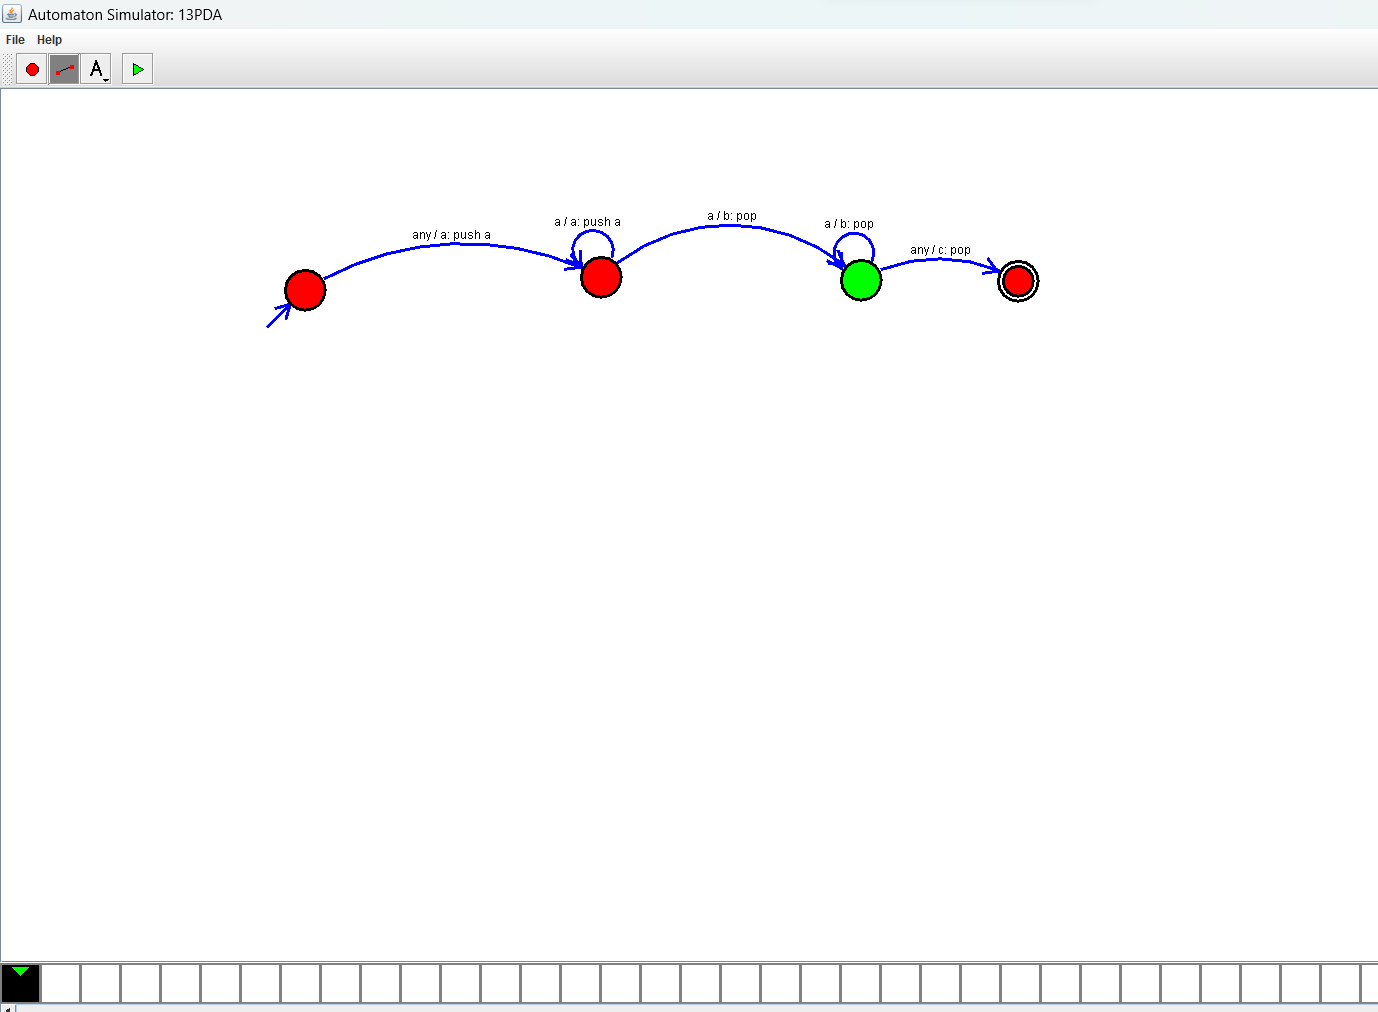 Automaton Simulator: 13PDA
File Help
A
any / a: push a
a / a: push a
a / b: pop
a / b: pop
any / c: pop